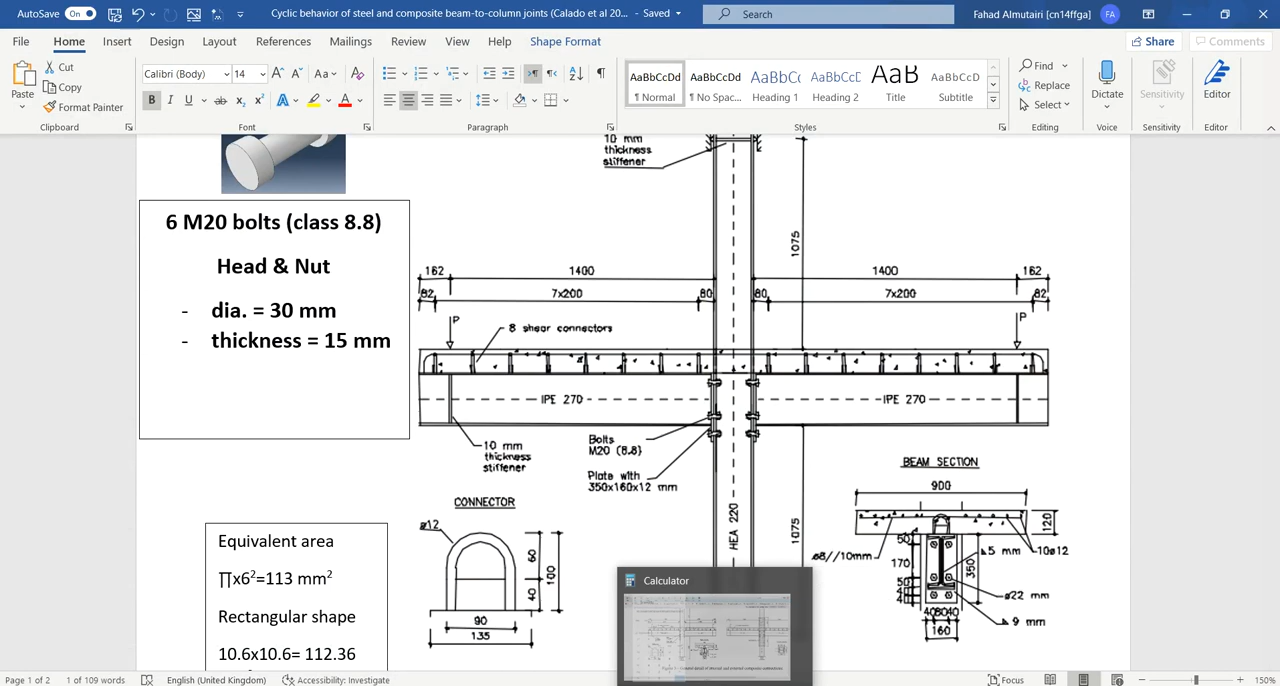 AutoSave On
Cyclic behavior of steel and composite beam-to-column joints (Calado et al 20... - Saved
Search
Fahad Almutairi [cn14ffga]
FA
File
Home
Insert
Design
Layout
References
Mailings
Review
View
Help
Shape Format
Share
Comments
Paste
Cut
Copy
Format Painter
Clipboard
Calibri (Body)
14
Font
Paragraph
AaBbCcDd
¶ Normal
AaBbCcDd
¶ No Spac...
AaBbCc
Heading 1
AaBbCcC
Heading 2
AaB
Title
AaBbCcD
Subtitle
Styles
Find
Replace
Select
Editing
Dictate
Voice
Sensitivity
Sensitivity
Editor
Editor
6 M20 bolts (class 8.8)
Head & Nut
- dia. = 30 mm
- thickness = 15 mm
Equivalent area
∏x6²=113 mm²
Rectangular shape
10.6x10.6= 112.36
10 mm
thickness
stiffener
1075
162
1400
1400
162
82
7x200
80
80
7x200
82
P
P
8 shear connectors
IPE 270
IPE 270
10 mm
thickness
stiffener
Bolts
M20 (8.8)
Plate with
350x160x12 mm
HEA 220
1075
CONNECTOR
ø12
60
40
100
90
135
BEAM SECTION
900
120
ø8//10mm
10ø12
50
170
50
5 mm
350
ø22 mm
9 mm
408040
160
Calculator
Page 1 of 2
1 of 109 words
English (United Kingdom)
Accessibility: Investigate
Focus
150%